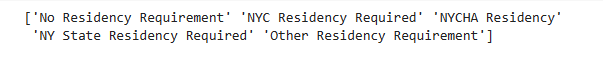 ['No Residency Requirement' 'NYC Residency Required' 'NYCHA Residency'
'NY State Residency Required' 'Other Residency Requirement']